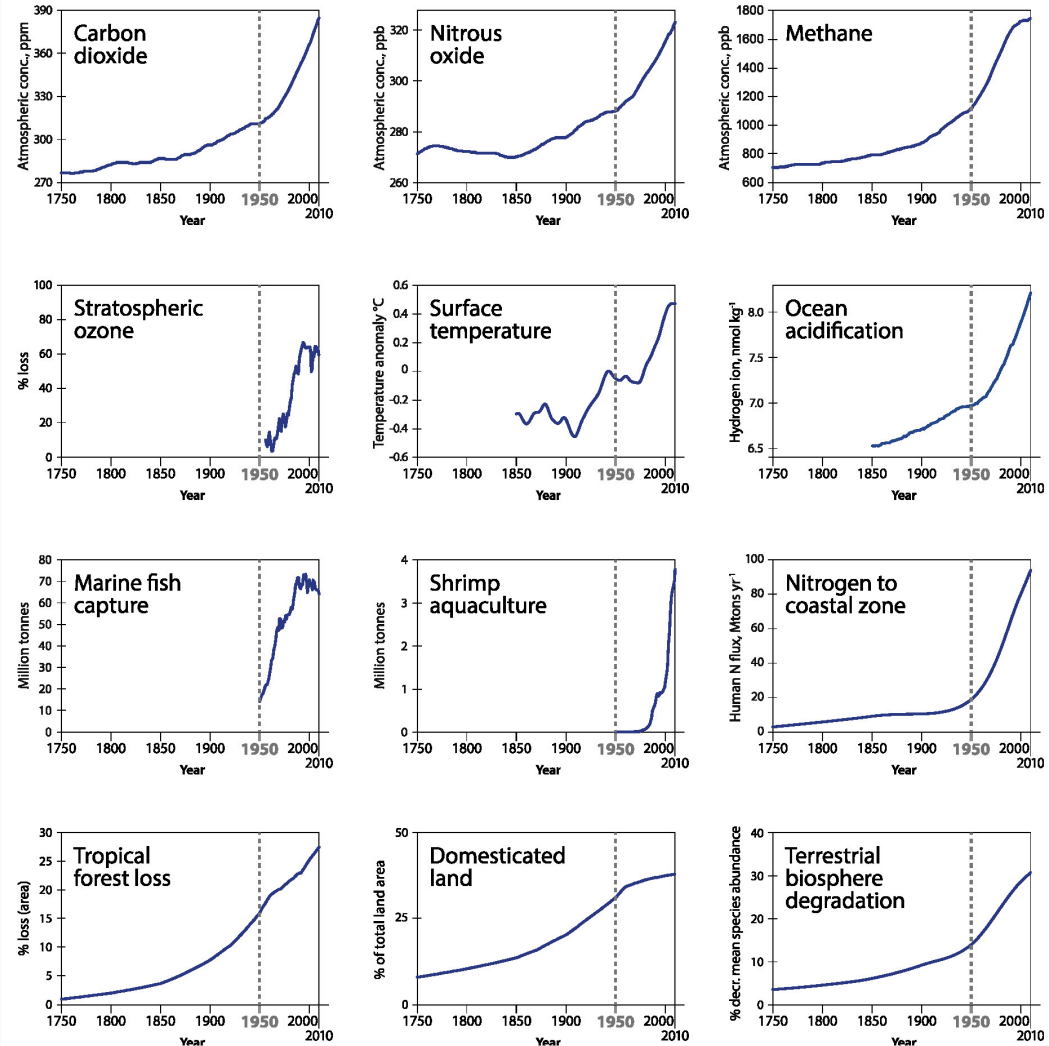 390
360
330
300
270
Atmospheric conc., ppm
Carbon
dioxide
1750 1800 1850 1900 1950 2000
2010
Year
320
300
280
260
Atmospheric conc., ppb
Nitrous
oxide
1750 1800 1850 1900 1950 2000
2010
Year
1800
1600
1400
1200
1000
800
600
Atmospheric conc., ppb
Methane
1750 1800 1850 1900 1950 2000
2010
Year
100
80
60
40
20
0
% loss
Stratospheric
ozone
1750 1800 1850 1900 1950 2000
2010
Year
0.6
0.4
0.2
0
-0.2
-0.4
-0.6
Temperature anomaly °C
Surface
temperature
1750 1800 1850 1900 1950 2000
2010
Year
8.0
7.5
7.0
6.5
Hydrogen ion, nmol kg⁻¹
Ocean
acidification
1750 1800 1850 1900 1950 2000
2010
Year
80
70
60
50
40
30
20
10
0
Million tonnes
Marine fish
capture
1750 1800 1850 1900 1950 2000
2010
Year
4
3
2
1
0
Million tonnes
Shrimp
aquaculture
1750 1800 1850 1900 1950 2000
2010
Year
100
80
60
40
20
0
Human N flux, Mtons yr⁻¹
Nitrogen to
coastal zone
1750 1800 1850 1900 1950 2000
2010
Year
30
25
20
15
10
5
0
% loss (area)
Tropical
forest loss
1750 1800 1850 1900 1950 2000
2010
Year
50
25
0
% of total land area
Domesticated
land
1750 1800 1850 1900 1950 2000
2010
Year
40
30
20
10
0
% decr. mean species abundance
Terrestrial
biosphere
degradation
1750 1800 1850 1900 1950 2000
2010
Year